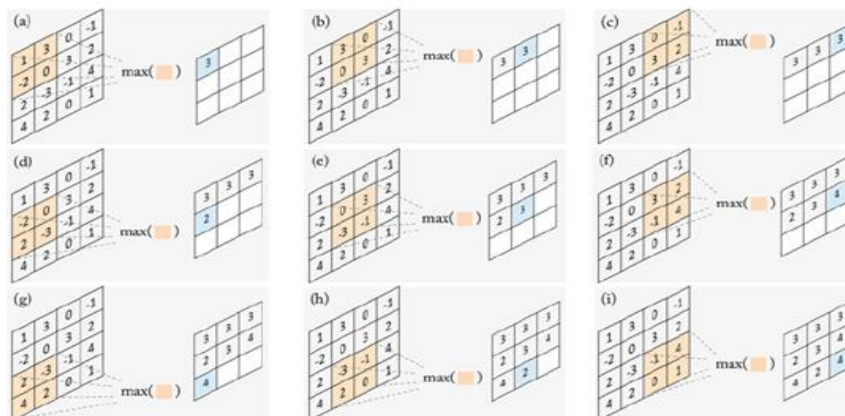 (a)
1 3 0 -1
-2 0 3 2
2 -3 -1 4
4 2 0 1
max( )
3
(b)
1 3 0 -1
-2 0 3 2
2 -3 -1 4
4 2 0 1
max( )
3 3
(c)
1 3 0 -1
-2 0 3 2
2 -3 -1 4
4 2 0 1
max( )
3 3 3
(d)
1 3 0 -1
-2 0 3 2
2 -3 -1 4
4 2 0 1
max( )
3 3 3
2
(e)
1 3 0 -1
-2 0 3 2
2 -3 -1 4
4 2 0 1
max( )
3 3 3
2 3
(f)
1 3 0 -1
-2 0 3 2
2 -3 -1 4
4 2 0 1
max( )
3 3 3
2 3 4
(g)
1 3 0 -1
-2 0 3 2
2 -3 -1 4
4 2 0 1
max( )
3 3 3
2 3 4
4
(h)
1 3 0 -1
-2 0 3 2
2 -3 -1 4
4 2 0 1
max( )
3 3 3
2 3 4
4 2
(i)
1 3 0 -1
-2 0 3 2
2 -3 -1 4
4 2 0 1
max( )
3 3 3
2 3 4
4 2 4